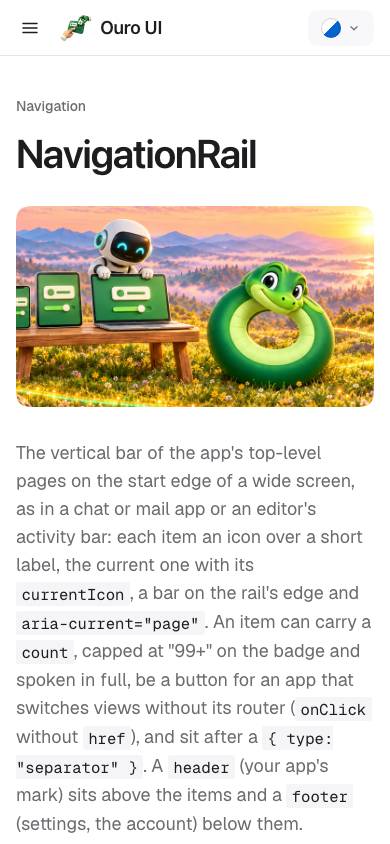 Ouro UI
Navigation
NavigationRail
The vertical bar of the app's top-level
pages on the start edge of a wide screen,
as in a chat or mail app or an editor's
activity bar: each item an icon over a short
label, the current one with its
currentIcon, a bar on the rail's edge and
aria-current="page". An item can carry a
count, capped at "99+" on the badge and
spoken in full, be a button for an app that
switches views without its router (onClick
without href), and sit after a { type:
"separator" }. A header (your app's
mark) sits above the items and a footer
(settings, the account) below them.